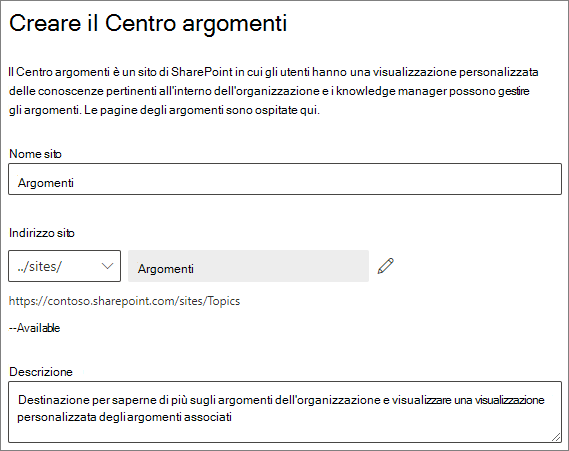 Creare il Centro argomenti
Il Centro argomenti è un sito di SharePoint in cui gli utenti hanno una visualizzazione personalizzata
delle conoscenze pertinenti all'interno dell'organizzazione e i knowledge manager possono gestire
gli argomenti. Le pagine degli argomenti sono ospitate qui.
Nome sito
Argomenti
Indirizzo sito
../sites/ Argomenti
https://contoso.sharepoint.com/sites/Topics
--Available
Descrizione
Destinazione per saperne di più sugli argomenti dell'organizzazione e visualizzare una visualizzazione
personalizzata degli argomenti associati